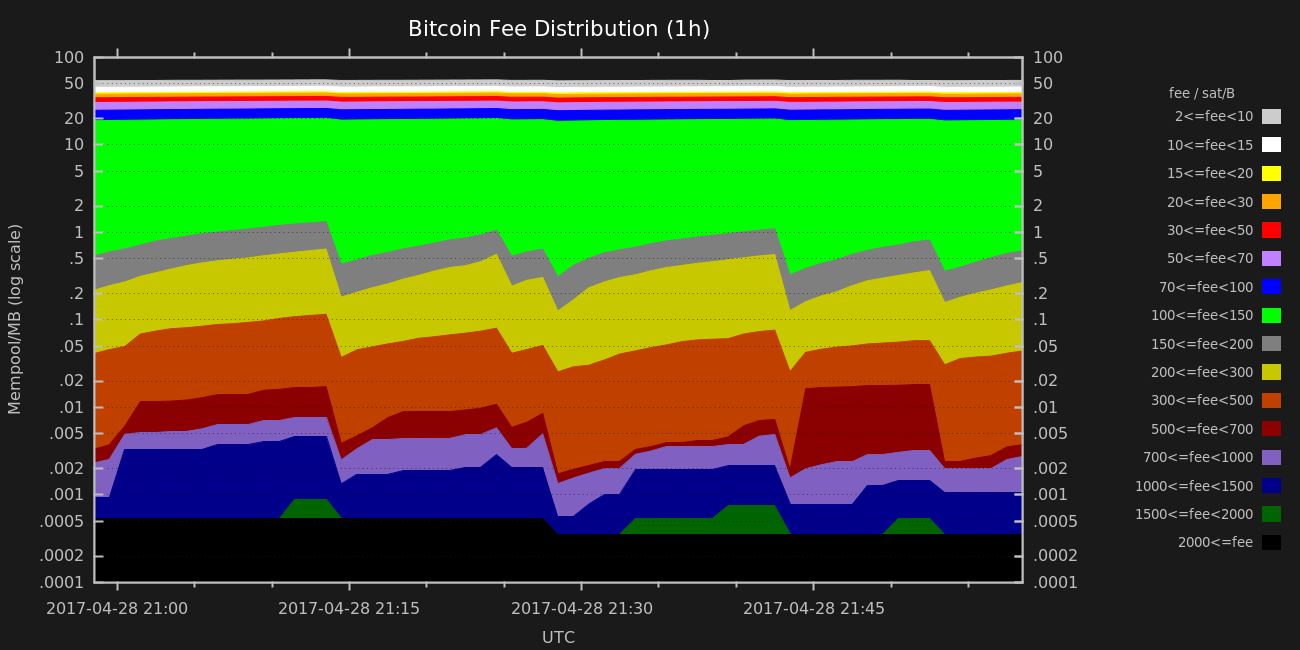 Bitcoin Fee Distribution (1h)
100
50
20
10
5
2
1
.5
.2
.1
.05
.02
.01
.005
.002
.001
.0005
.0002
.0001
Mempool/MB (log scale)
100
50
20
10
5
2
1
.5
.2
.1
.05
.02
.01
.005
.002
.001
.0005
.0002
.0001
2017-04-28 21:00
2017-04-28 21:15
2017-04-28 21:30
2017-04-28 21:45
UTC
fee / sat/B
2<=fee<10
10<=fee<15
15<=fee<20
20<=fee<30
30<=fee<50
50<=fee<70
70<=fee<100
100<=fee<150
150<=fee<200
200<=fee<300
300<=fee<500
500<=fee<700
700<=fee<1000
1000<=fee<1500
1500<=fee<2000
2000<=fee